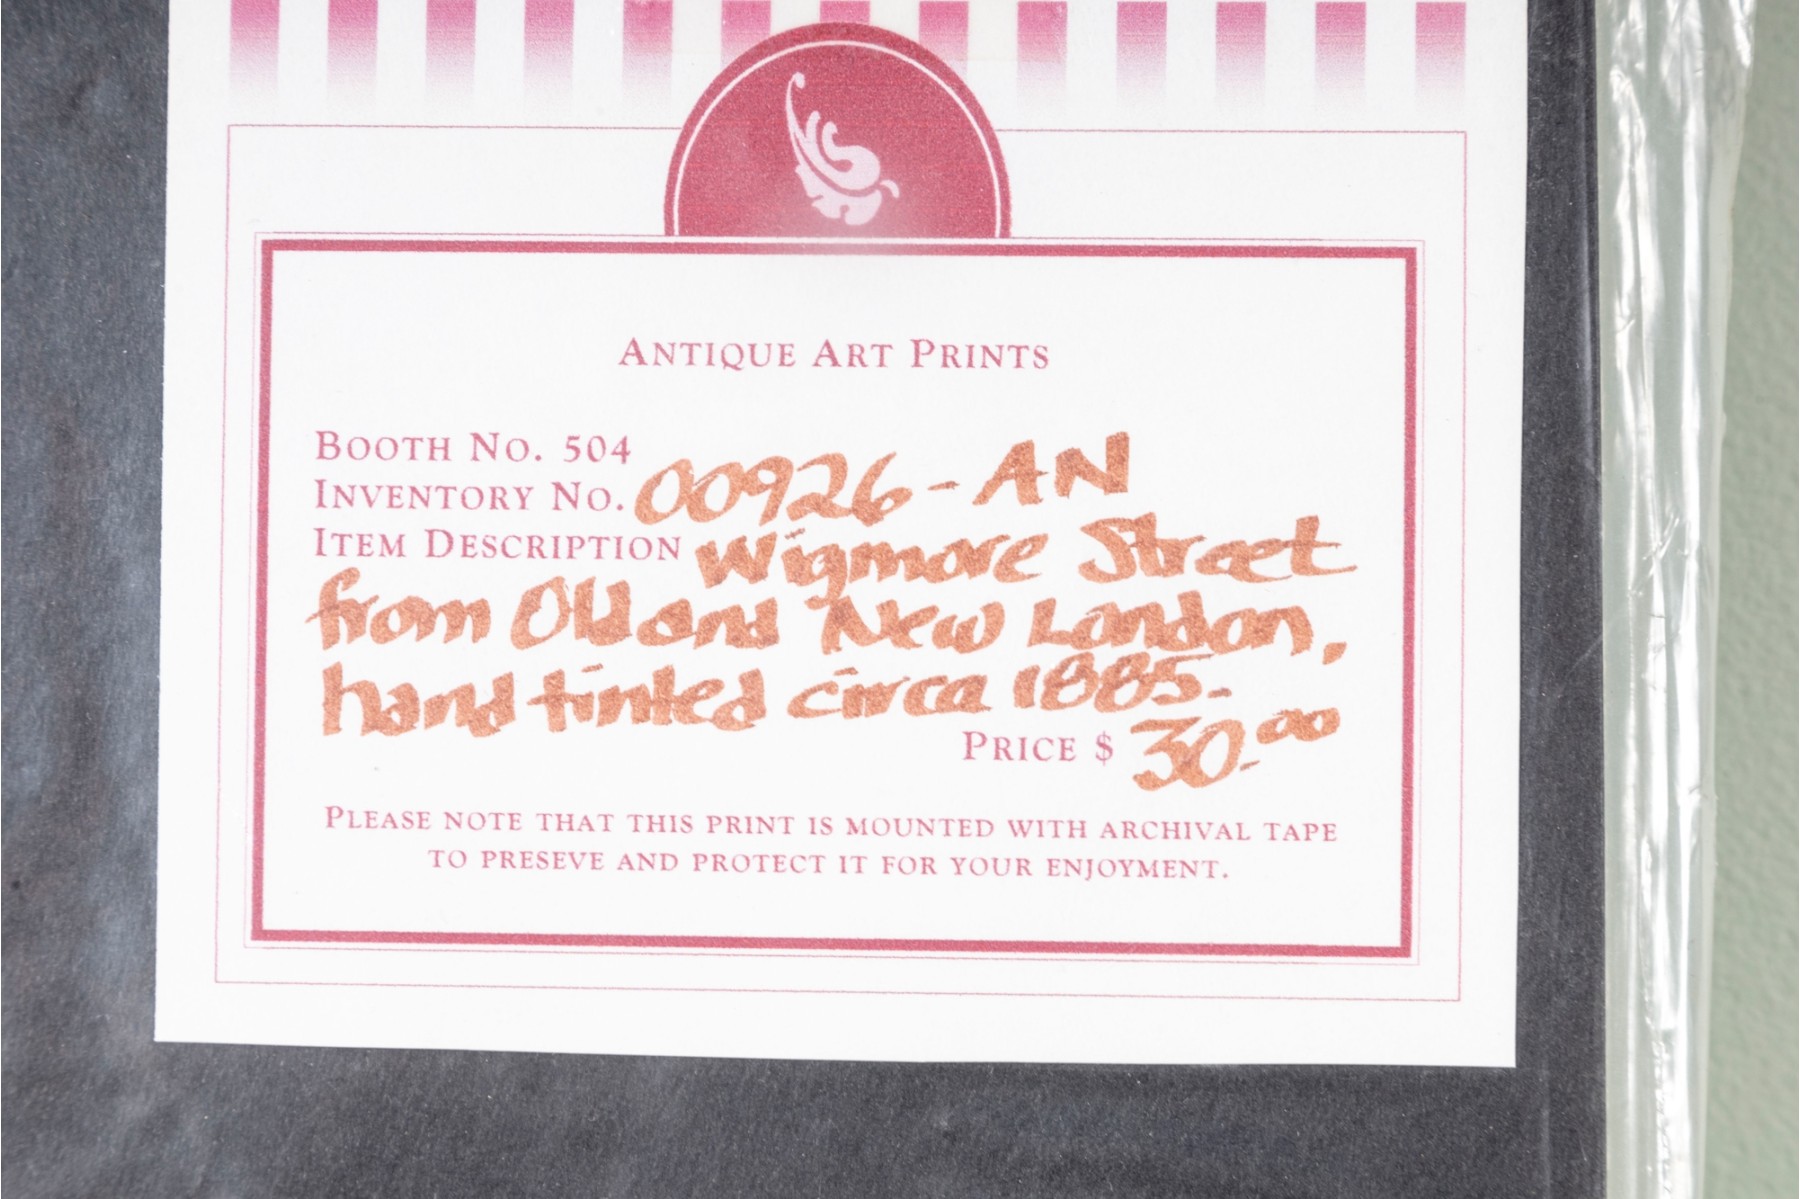 Antique Art Prints
Booth No. 504
Inventory No. 00926-AN
Item Description Wigmore Street
from Old and New London,
hand tinted circa 1885.
Price $ 30.00
Please note that this print is mounted with archival tape
to preseve and protect it for your enjoyment.